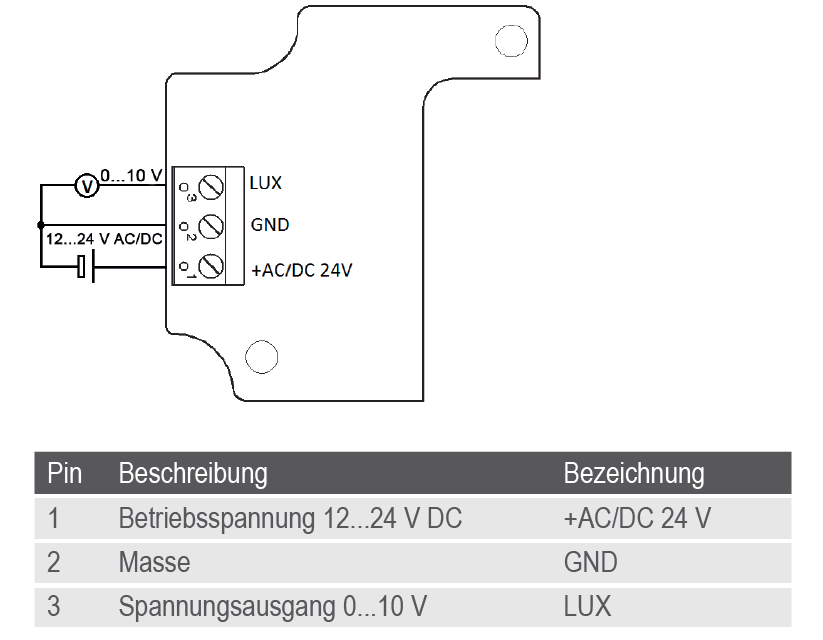 0...10 V
V
3
LUX
2
GND
12...24 V AC/DC
1
+AC/DC 24V
Pin Beschreibung Bezeichnung
1 Betriebsspannung 12...24 V DC +AC/DC 24 V
2 Masse GND
3 Spannungsausgang 0...10 V LUX